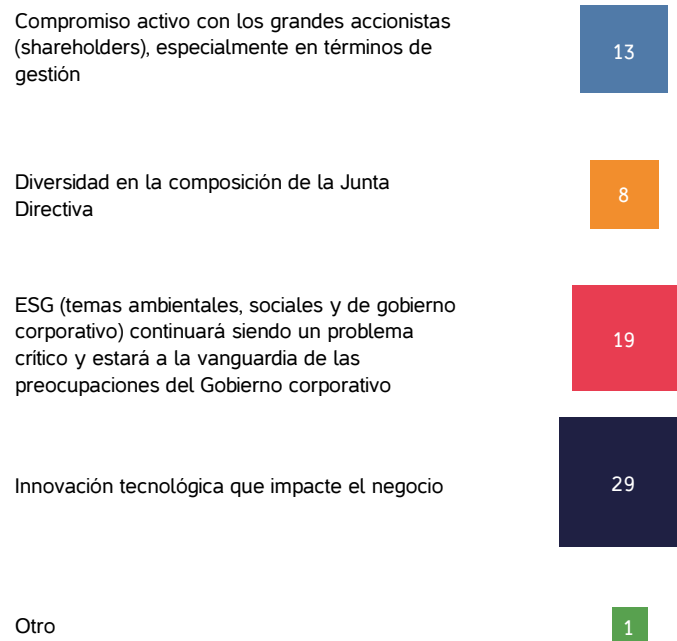 Compromiso activo con los grandes accionistas
(shareholders), especialmente en términos de
gestión
13
Diversidad en la composición de la Junta
Directiva
8
ESG (temas ambientales, sociales y de gobierno
corporativo) continuará siendo un problema
crítico y estará a la vanguardia de las
preocupaciones del Gobierno corporativo
19
Innovación tecnológica que impacte el negocio
29
Otro
1